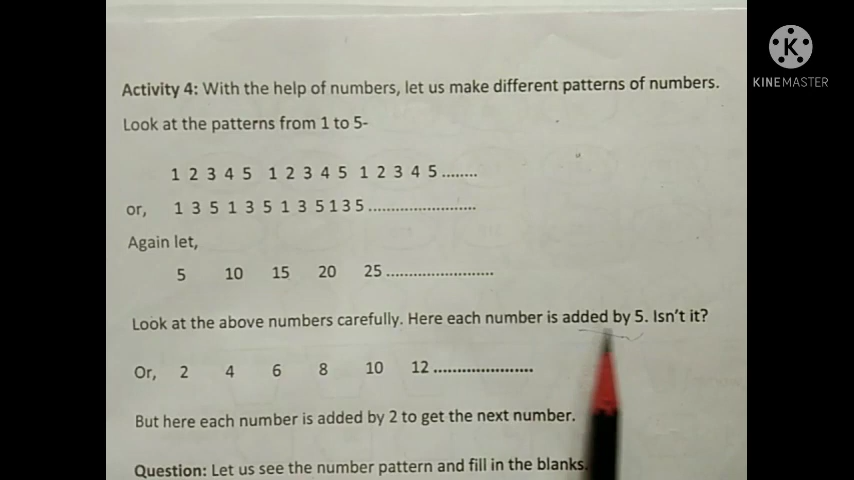 Activity 4: With the help of numbers, let us make different patterns of numbers.
Look at the patterns from 1 to 5-
1 2 3 4 5 1 2 3 4 5 1 2 3 4 5 ........
or, 1 3 5 1 3 5 1 3 5 1 3 5 ........................
Again let,
5 10 15 20 25 ........................
Look at the above numbers carefully. Here each number is added by 5. Isn't it?
Or, 2 4 6 8 10 12 ......................
But here each number is added by 2 to get the next number.
Question: Let us see the number pattern and fill in the blanks.
K
KINEMASTER